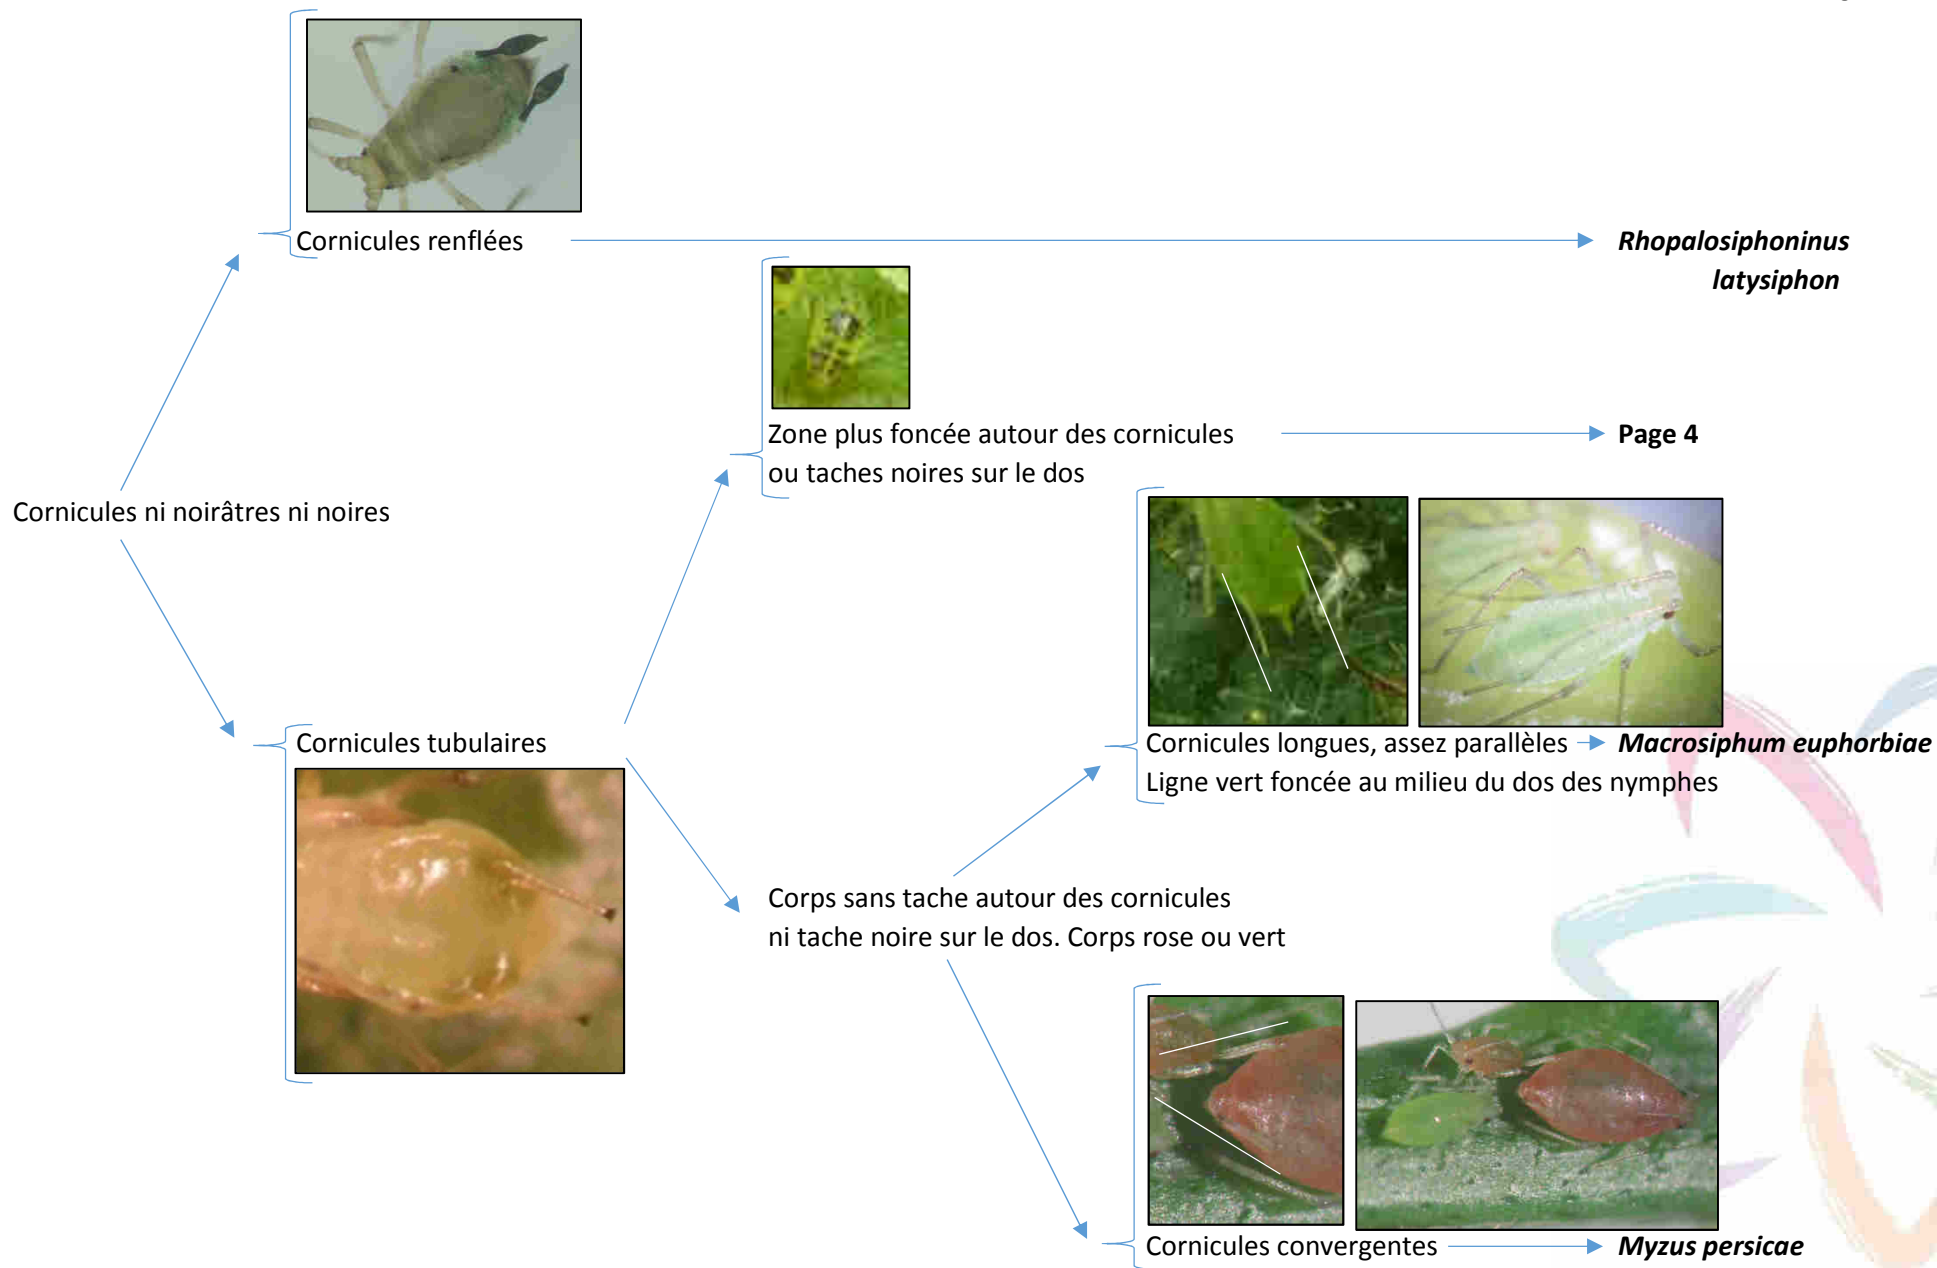 Cornicules renflées
Rhopalosiphoninus
latysiphon
Zone plus foncée autour des cornicules
ou taches noires sur le dos
Page 4
Cornicules ni noirâtres ni noires
Cornicules tubulaires
Cornicules longues, assez parallèles
Macrosiphum euphorbiae
Ligne vert foncée au milieu du dos des nymphes
Corps sans tache autour des cornicules
ni tache noire sur le dos. Corps rose ou vert
Cornicules convergentes
Myzus persicae